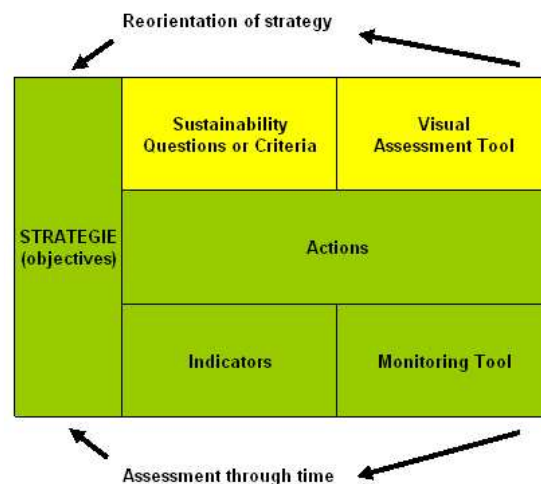 Reorientation of strategy
Sustainability
Questions or Criteria
Visual
Assessment Tool
STRATEGIE
(objectives)
Actions
Indicators
Monitoring Tool
Assessment through time